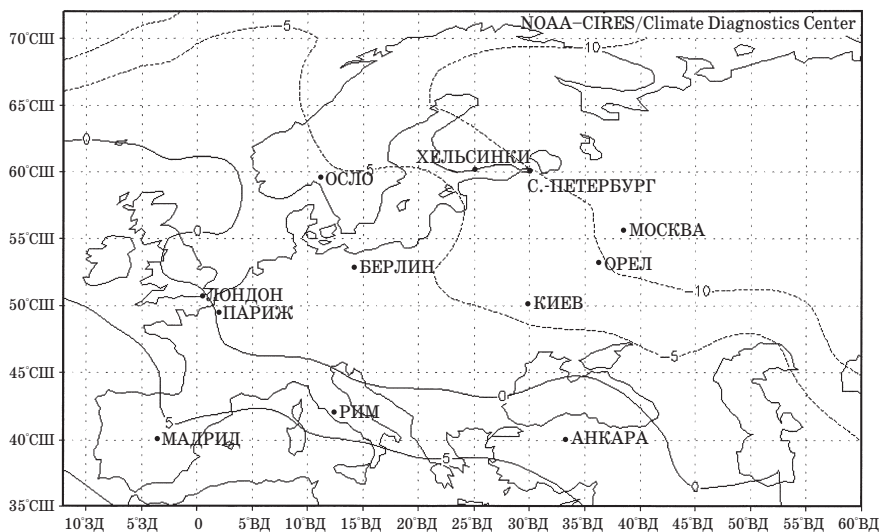 NOAA–CIRES/Climate Diagnostics Center
70°СШ
65°СШ
60°СШ
55°СШ
50°СШ
45°СШ
40°СШ
35°СШ
-5
-10
0
-5
ХЕЛЬСИНКИ
ОСЛО
С.-ПЕТЕРБУРГ
0
МОСКВА
БЕРЛИН
ОРЕЛ
ЛОНДОН
-10
ПАРИЖ
КИЕВ
-5
0
РИМ
5
МАДРИД
АНКАРА
5
0
10°ЗД 5°ЗД 0 5°ВД 10°ВД 15°ВД 20°ВД 25°ВД 30°ВД 35°ВД 40°ВД 45°ВД 50°ВД 55°ВД 60°ВД